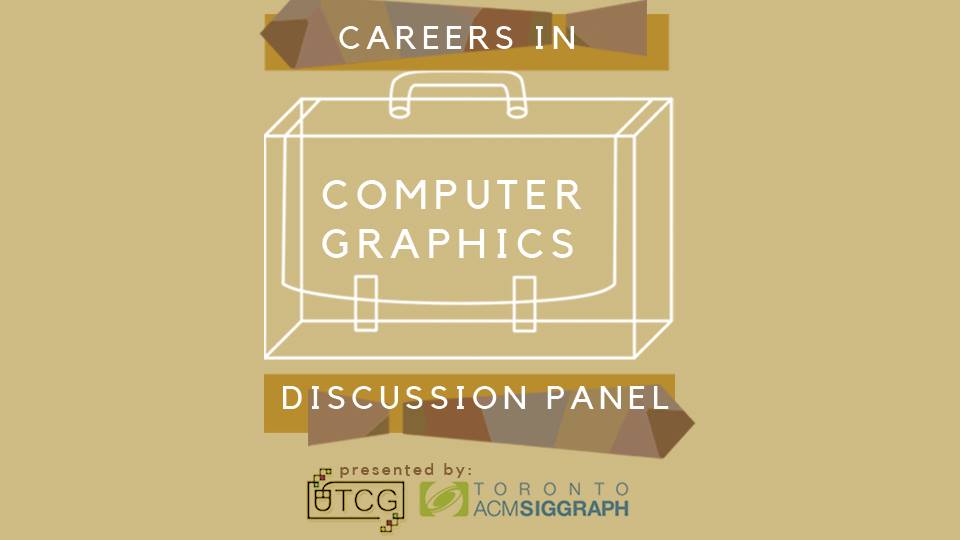 CAREERS IN
COMPUTER
GRAPHICS
DISCUSSION PANEL
presented by:
UTCG
TORONTO
ACMSIGGRAPH